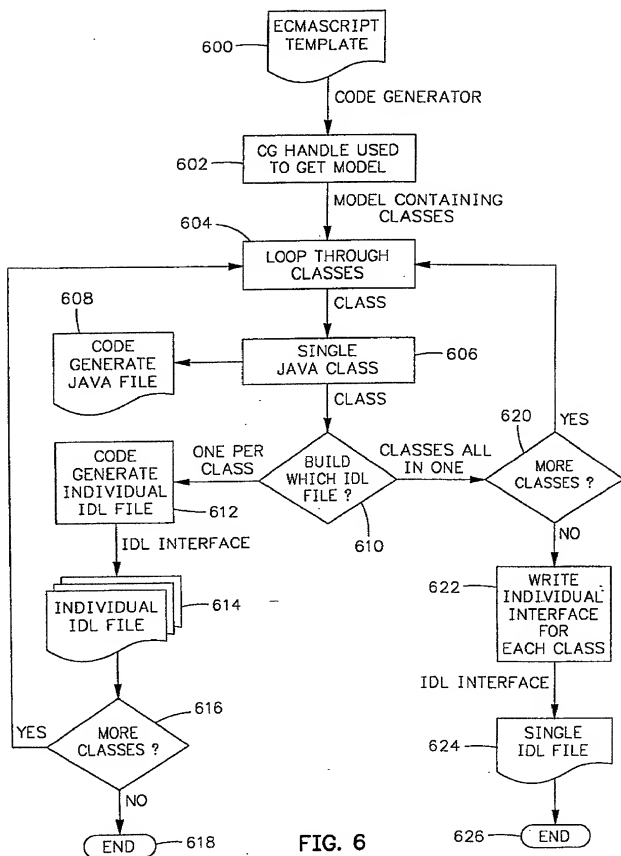 600
ECMASCRIPT
TEMPLATE
CODE GENERATOR
602
CG HANDLE USED
TO GET MODEL
MODEL CONTAINING
CLASSES
604
LOOP THROUGH
CLASSES
CLASS
608
CODE
GENERATE
JAVA FILE
SINGLE
JAVA CLASS
606
CLASS
ONE PER
CLASS
CODE
GENERATE
INDIVIDUAL
IDL FILE
612
BUILD
WHICH IDL
FILE ?
610
CLASSES ALL
IN ONE
620
YES
MORE
CLASSES ?
NO
IDL INTERFACE
INDIVIDUAL
IDL FILE
614
622
WRITE
INDIVIDUAL
INTERFACE
FOR
EACH CLASS
IDL INTERFACE
YES
MORE
CLASSES ?
616
NO
624
SINGLE
IDL FILE
END
618
FIG. 6
626
END